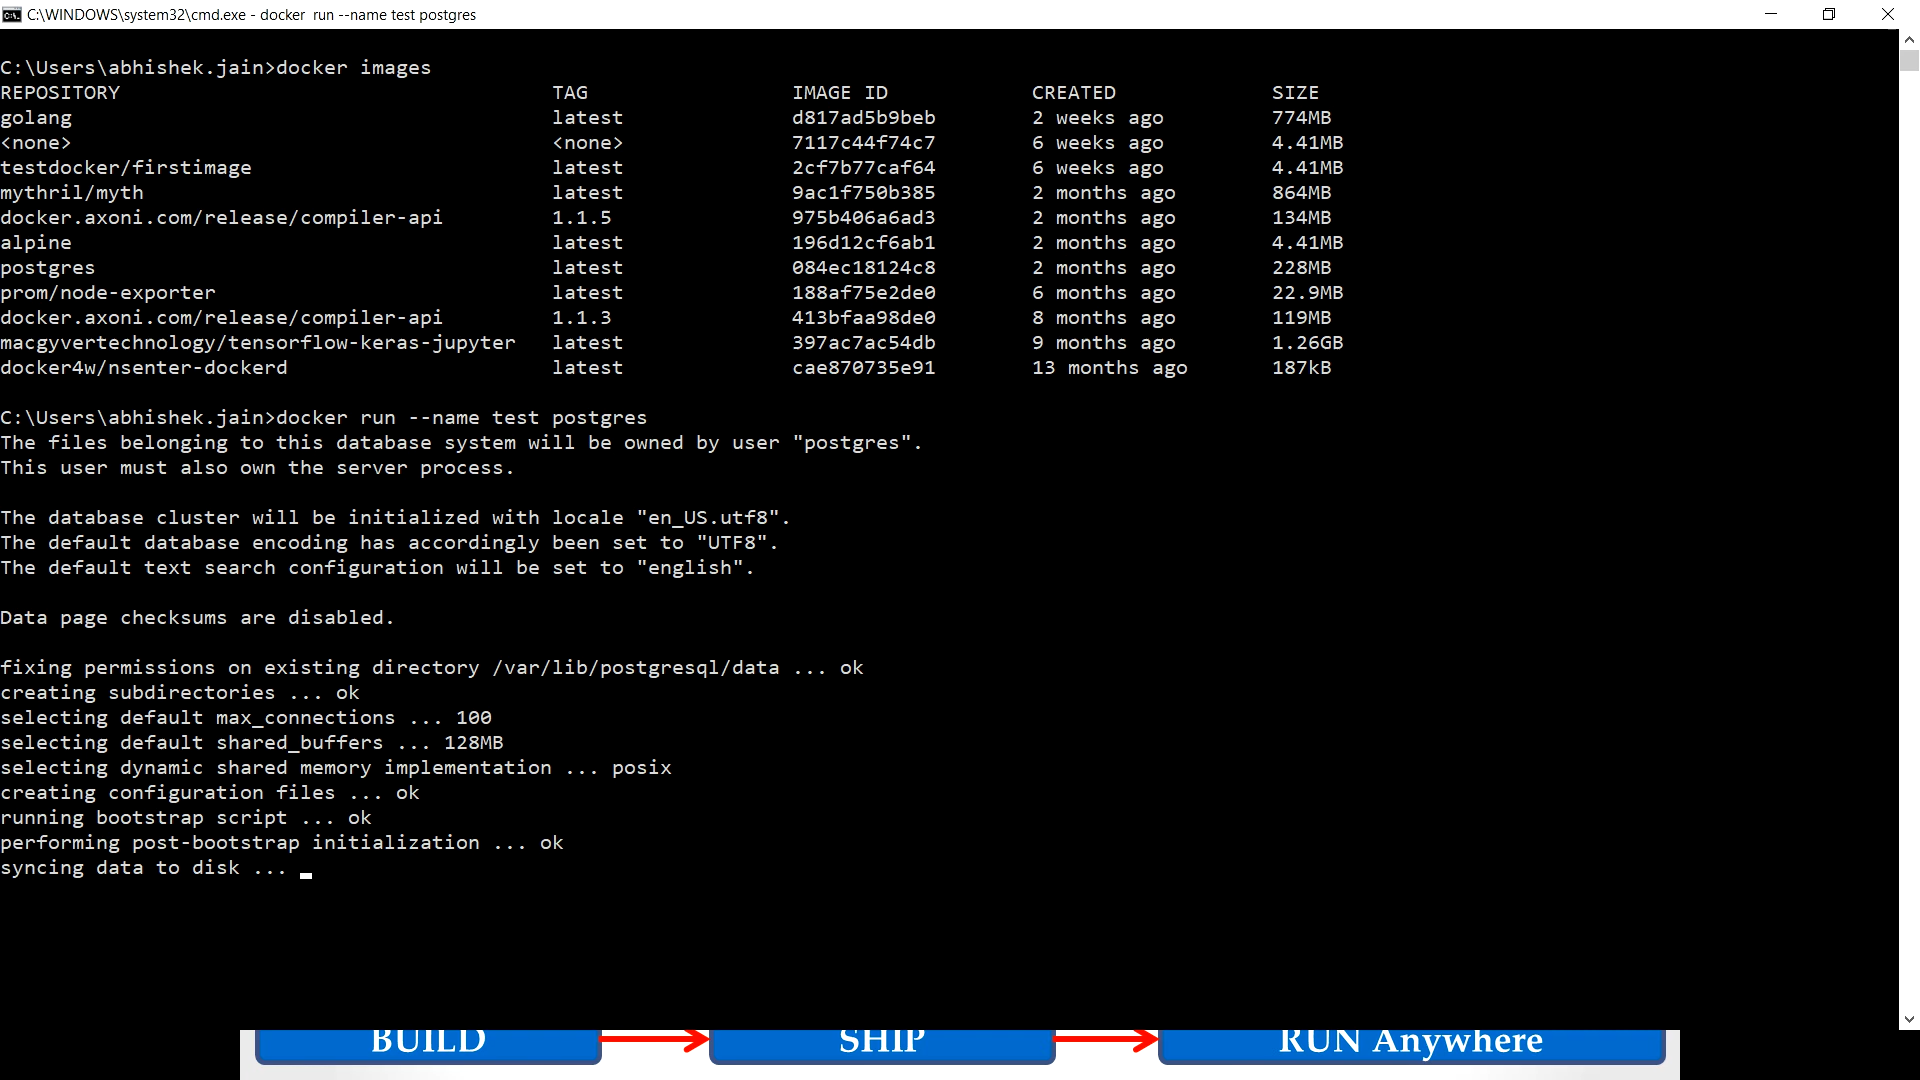 C:\WINDOWS\system32\cmd.exe - docker  run --name test postgres
C:\Users\abhishek.jain>docker images
REPOSITORY TAG IMAGE ID CREATED SIZE
golang latest d817ad5b9beb 2 weeks ago 774MB
<none> <none> 7117c44f74c7 6 weeks ago 4.41MB
testdocker/firstimage latest 2cf7b77caf64 6 weeks ago 4.41MB
mythril/myth latest 9ac1f750b385 2 months ago 864MB
docker.axoni.com/release/compiler-api 1.1.5 975b406a6ad3 2 months ago 134MB
alpine latest 196d12cf6ab1 2 months ago 4.41MB
postgres latest 084ec18124c8 2 months ago 228MB
prom/node-exporter latest 188af75e2de0 6 months ago 22.9MB
docker.axoni.com/release/compiler-api 1.1.3 413bfaa98de0 8 months ago 119MB
macgyvertechnology/tensorflow-keras-jupyter latest 397ac7ac54db 9 months ago 1.26GB
docker4w/nsenter-dockerd latest cae870735e91 13 months ago 187kB
C:\Users\abhishek.jain>docker run --name test postgres
The files belonging to this database system will be owned by user "postgres".
This user must also own the server process.
The database cluster will be initialized with locale "en_US.utf8".
The default database encoding has accordingly been set to "UTF8".
The default text search configuration will be set to "english".
Data page checksums are disabled.
fixing permissions on existing directory /var/lib/postgresql/data ... ok
creating subdirectories ... ok
selecting default max_connections ... 100
selecting default shared_buffers ... 128MB
selecting dynamic shared memory implementation ... posix
creating configuration files ... ok
running bootstrap script ... ok
performing post-bootstrap initialization ... ok
syncing data to disk ...
BUILD SHIP RUN Anywhere